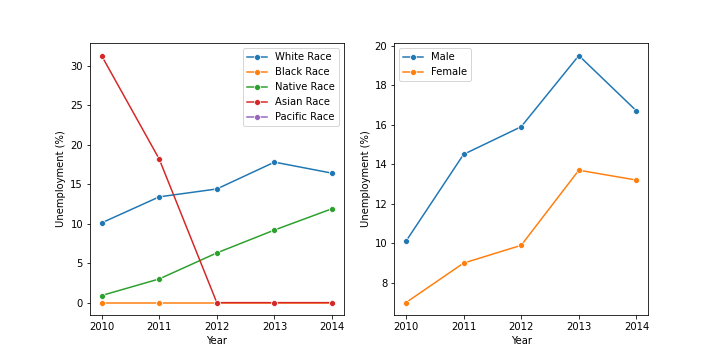 Unemployment (%)
30
25
20
15
10
5
0
2010 2011 2012 2013 2014
Year
White Race
Black Race
Native Race
Asian Race
Pacific Race
Unemployment (%)
20
18
16
14
12
10
8
2010 2011 2012 2013 2014
Year
Male
Female